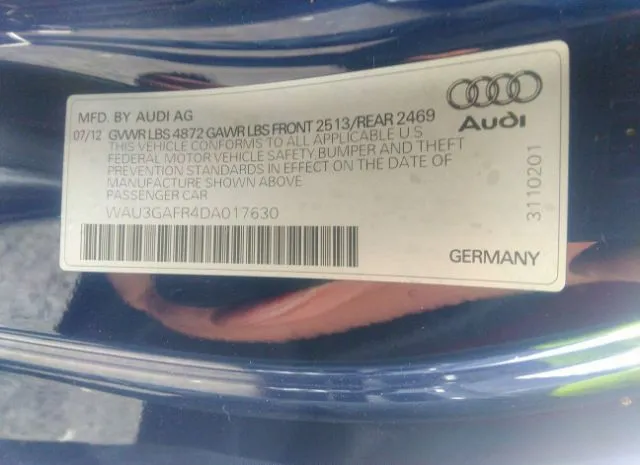 MFD. BY AUDI AG
07/12 GVWR LBS 4872 GAWR LBS FRONT 2513/REAR 2469
THIS VEHICLE CONFORMS TO ALL APPLICABLE U.S
FEDERAL MOTOR VEHICLE SAFETY BUMPER AND THEFT
PREVENTION STANDARDS IN EFFECT ON THE DATE OF
MANUFACTURE SHOWN ABOVE
PASSENGER CAR
WAU3GAFR4DA017630
Audi
3110201
GERMANY